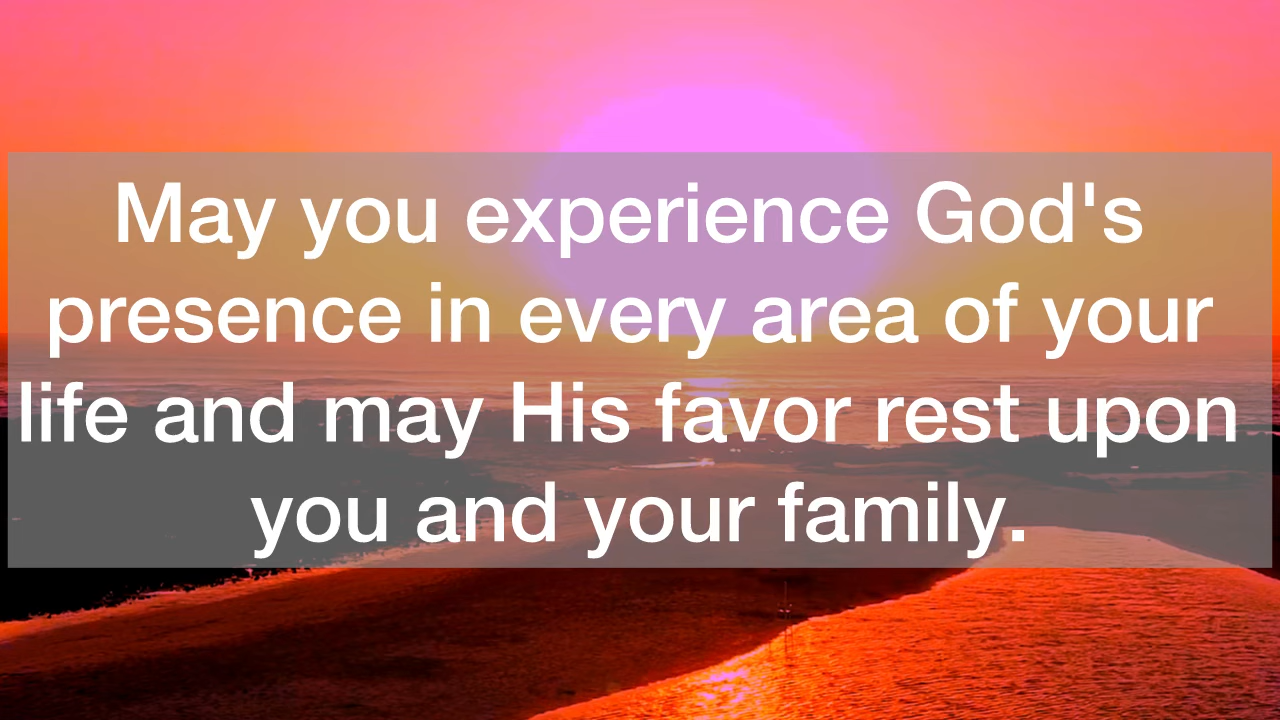 May you experience God's
presence in every area of your
life and may His favor rest upon
you and your family.